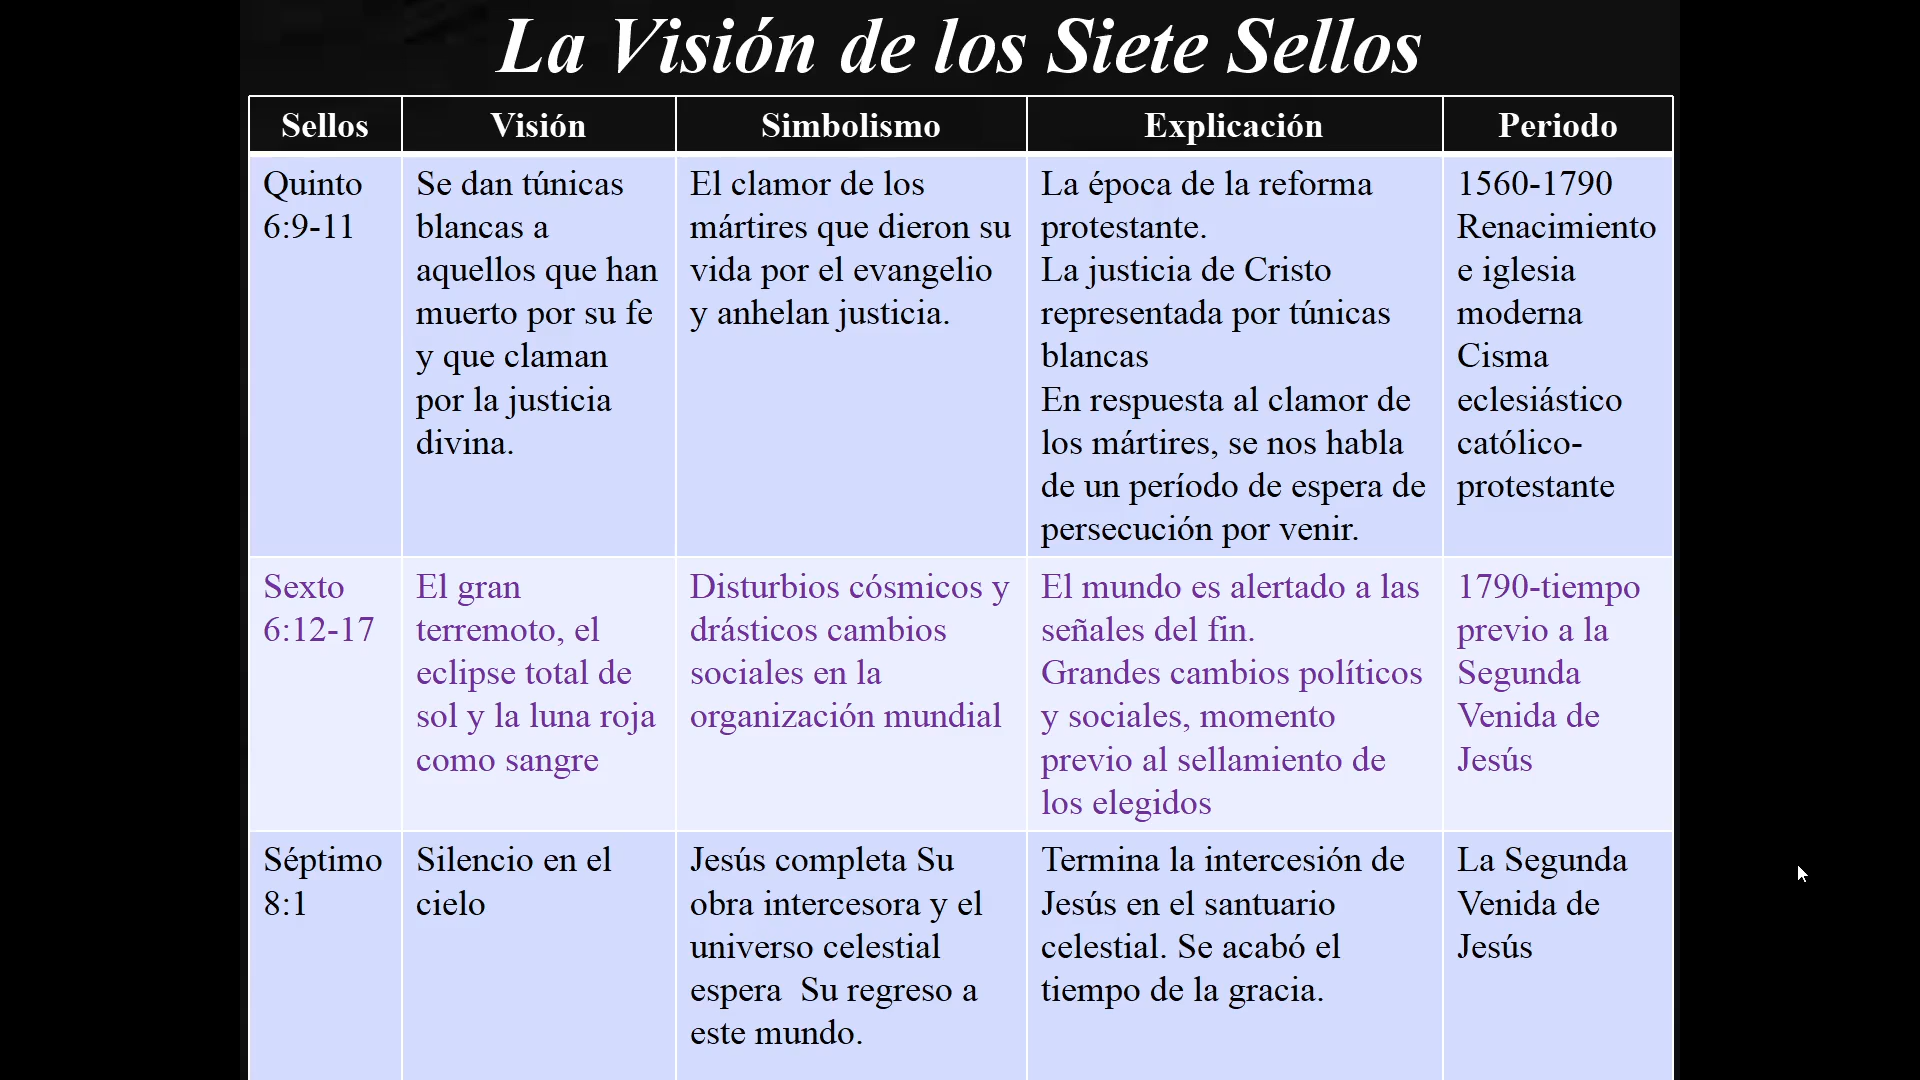 La Visión de los Siete Sellos
Sellos
Visión
Simbolismo
Explicación
Periodo
Quinto
6:9-11
Se dan túnicas
blancas a
aquellos que han
muerto por su fe
y que claman
por la justicia
divina.
El clamor de los
mártires que dieron su
vida por el evangelio
y anhelan justicia.
La época de la reforma
protestante.
La justicia de Cristo
representada por túnicas
blancas
En respuesta al clamor de
los mártires, se nos habla
de un período de espera de
persecución por venir.
1560-1790
Renacimiento
e iglesia
moderna
Cisma
eclesiástico
católico-
protestante
Sexto
6:12-17
El gran
terremoto, el
eclipse total de
sol y la luna roja
como sangre
Disturbios cósmicos y
drásticos cambios
sociales en la
organización mundial
El mundo es alertado a las
señales del fin.
Grandes cambios políticos
y sociales, momento
previo al sellamiento de
los elegidos
1790-tiempo
previo a la
Segunda
Venida de
Jesús
Séptimo
8:1
Silencio en el
cielo
Jesús completa Su
obra intercesora y el
universo celestial
espera  Su regreso a
este mundo.
Termina la intercesión de
Jesús en el santuario
celestial. Se acabó el
tiempo de la gracia.
La Segunda
Venida de
Jesús